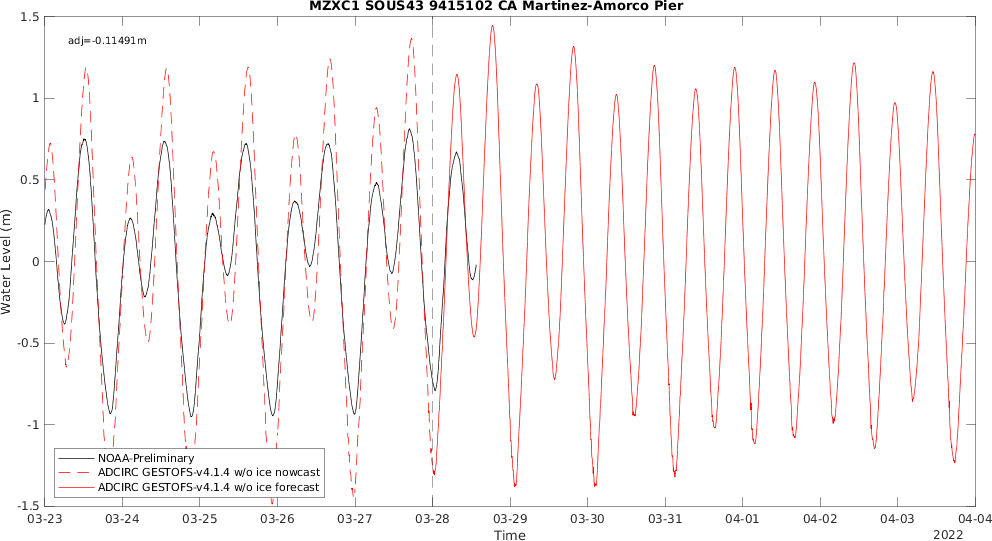 MZXC1 SOUS43 9415102 CA Martinez-Amorco Pier
adj=-0.11491m
1.5
1
0.5
0
-0.5
-1
-1.5
Water Level (m)
NOAA-Preliminary
ADCIRC GESTOFS-v4.1.4 w/o ice nowcast
ADCIRC GESTOFS-v4.1.4 w/o ice forecast
03-23 03-24 03-25 03-26 03-27 03-28 03-29 03-30 03-31 04-01 04-02 04-03 04-04
Time
2022